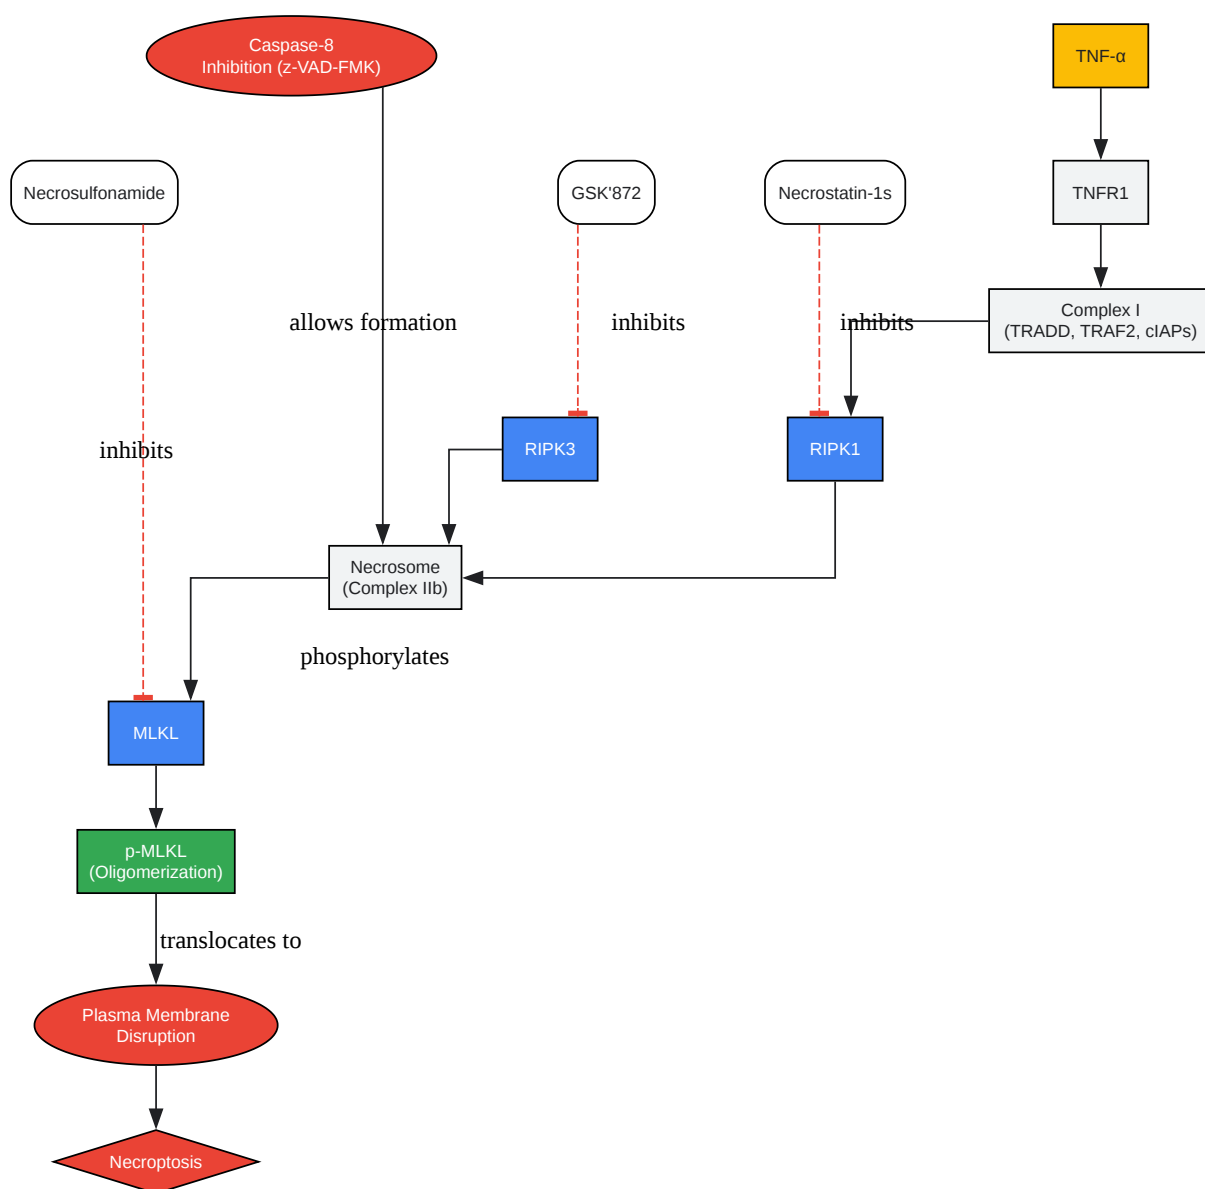 Caspase-8
Inhibition (z-VAD-FMK)
TNF-α
Necrosulfonamide
GSK'872
Necrostatin-1s
TNFR1
allows formation
inhibits
inhibits
Complex I
(TRADD, TRAF2, cIAPs)
inhibits
RIPK3
RIPK1
Necrosome
(Complex IIb)
phosphorylates
MLKL
p-MLKL
(Oligomerization)
translocates to
Plasma Membrane
Disruption
Necroptosis